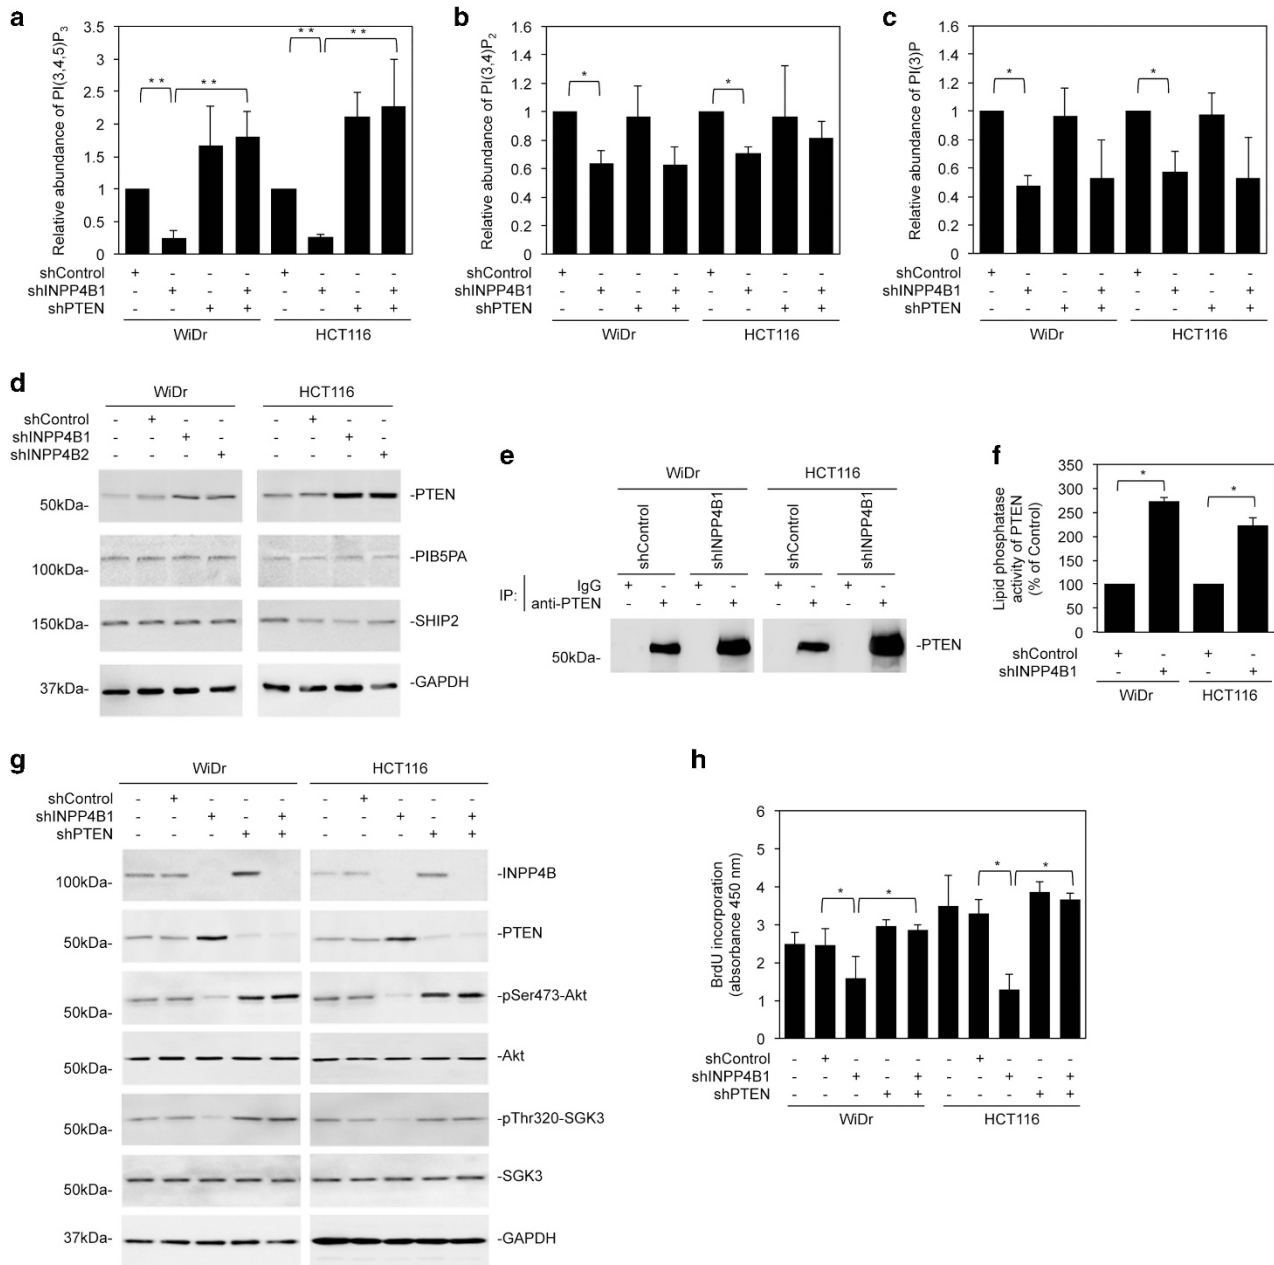 a
Relative abundance of PI(3,4,5)P3
3.5
3
2.5
2
1.5
1
0.5
0
** ** ** **
shControl + - - - + - - -
shINPP4B1 - + - + - + - +
shPTEN - - + + - - + +
WiDr HCT116
b
Relative abundance of PI(3,4)P2
1.6
1.4
1.2
1
0.8
0.6
0.4
0.2
0
* *
shControl + - - - + - - -
shINPP4B1 - + - + - + - +
shPTEN - - + + - - + +
WiDr HCT116
c
Relative abundance of PI(3)P
1.6
1.4
1.2
1
0.8
0.6
0.4
0.2
0
* *
shControl + - - - + - - -
shINPP4B1 - + - + - + - +
shPTEN - - + + - - + +
WiDr HCT116
d
WiDr HCT116
shControl - + - - - + - -
shINPP4B1 - - + - - - + -
shINPP4B2 - - - + - - - +
50kDa- -PTEN
100kDa- -PIB5PA
150kDa- -SHIP2
37kDa- -GAPDH
e
WiDr HCT116
shControl shINPP4B1 shControl shINPP4B1
IP: IgG + - + - + - + -
anti-PTEN - + - + - + - +
50kDa- -PTEN
f
Lipid phosphatase
activity of PTEN
(% of Control)
350
300
250
200
150
100
50
0
* *
shControl + - + -
shINPP4B1 - + - +
WiDr HCT116
g
WiDr HCT116
shControl - + - - - - + - - -
shINPP4B1 - - + - + - - + - +
shPTEN - - - + + - - - + +
100kDa- -INPP4B
50kDa- -PTEN
50kDa- -pSer473-Akt
50kDa- -Akt
50kDa- -pThr320-SGK3
50kDa- -SGK3
37kDa- -GAPDH
h
BrdU incorporation
(absorbance 450 nm)
6
5
4
3
2
1
0
* * * *
shControl - + - - - - + - - -
shINPP4B1 - - + - + - - + - +
shPTEN - - - + + - - - + +
WiDr HCT116